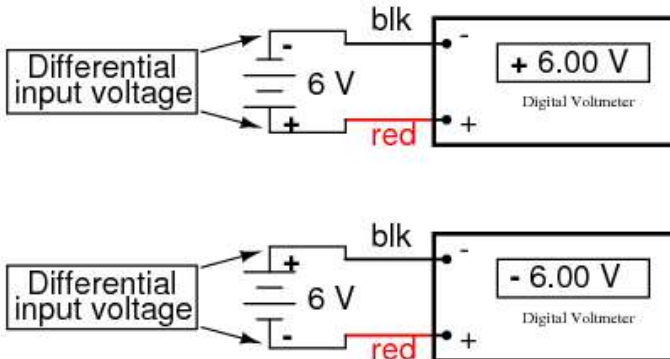 blk
-
-
+ 6.00 V
Differential
input voltage
6 V
Digital Voltmeter
+
red
+
blk
+
-
- 6.00 V
Differential
input voltage
6 V
Digital Voltmeter
-
red
+